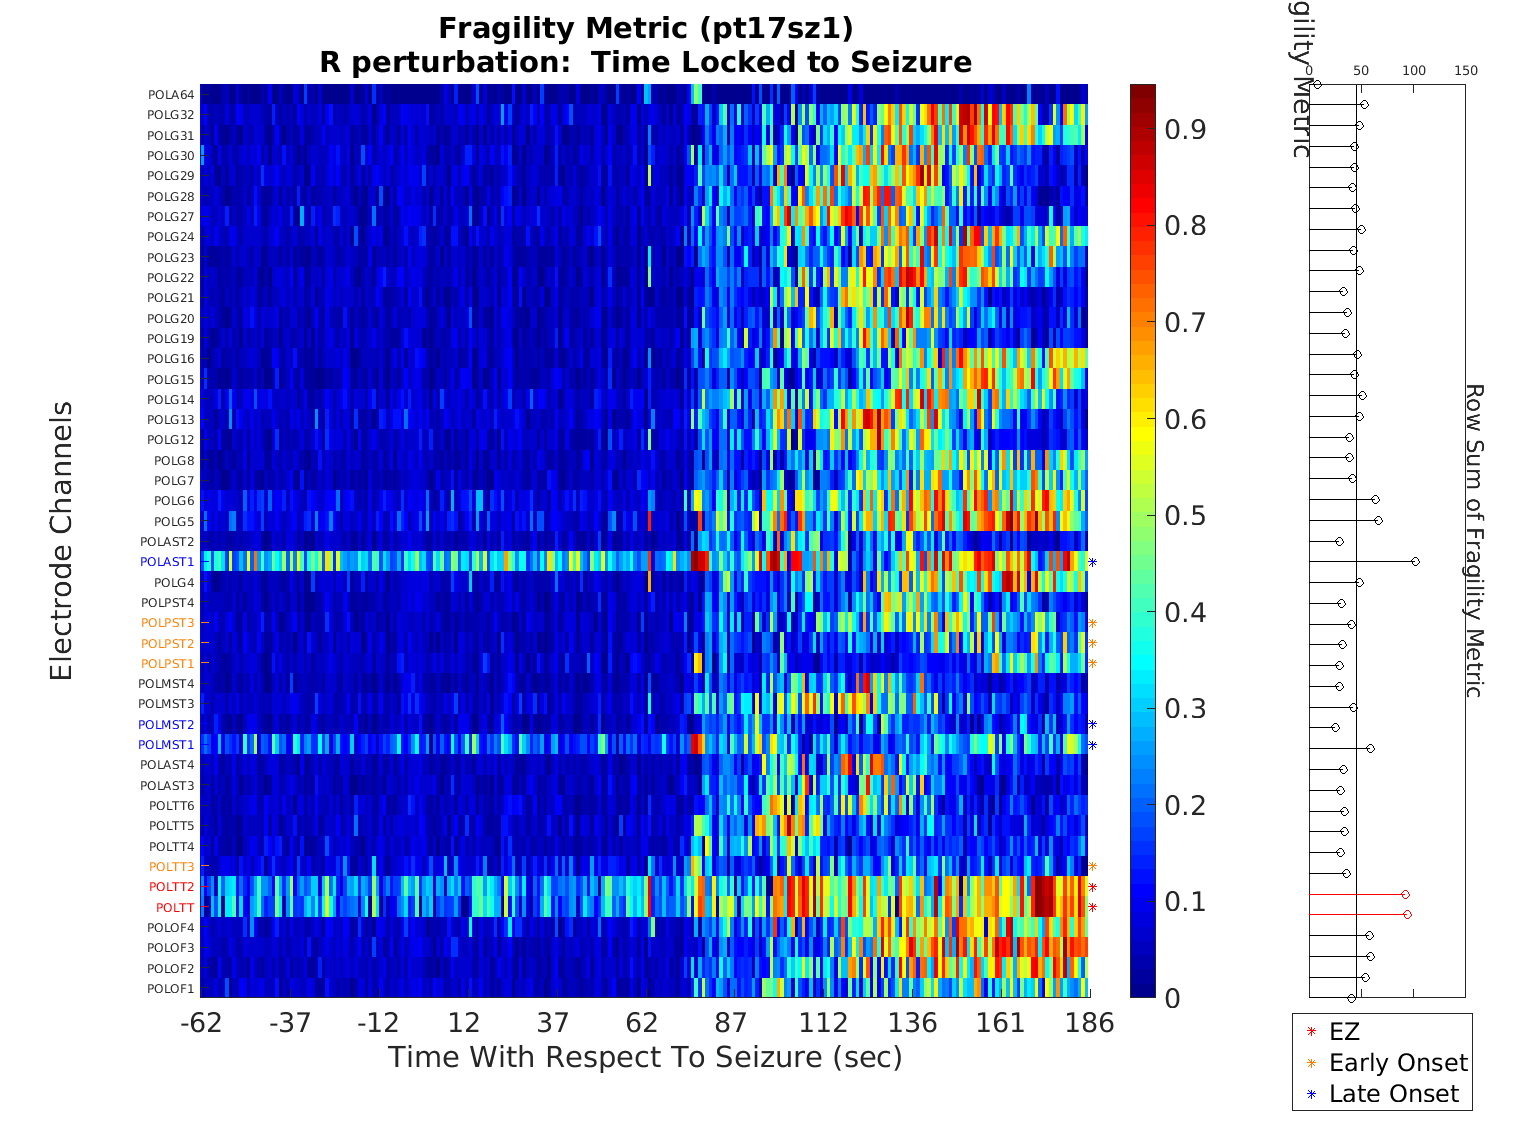 Fragility Metric (pt17sz1)
R perturbation:  Time Locked to Seizure
Electrode Channels
POLA64
POLG32
POLG31
POLG30
POLG29
POLG28
POLG27
POLG24
POLG23
POLG22
POLG21
POLG20
POLG19
POLG16
POLG15
POLG14
POLG13
POLG12
POLG8
POLG7
POLG6
POLG5
POLAST2
POLAST1
POLG4
POLPST4
POLPST3
POLPST2
POLPST1
POLMST4
POLMST3
POLMST2
POLMST1
POLAST4
POLAST3
POLTT6
POLTT5
POLTT4
POLTT3
POLTT2
POLTT
POLOF4
POLOF3
POLOF2
POLOF1
-62 -37 -12 12 37 62 87 112 136 161 186
Time With Respect To Seizure (sec)
0.9
0.8
0.7
0.6
0.5
0.4
0.3
0.2
0.1
0
gility Metric
0 50 100 150
Row Sum of Fragility Metric
EZ
Early Onset
Late Onset